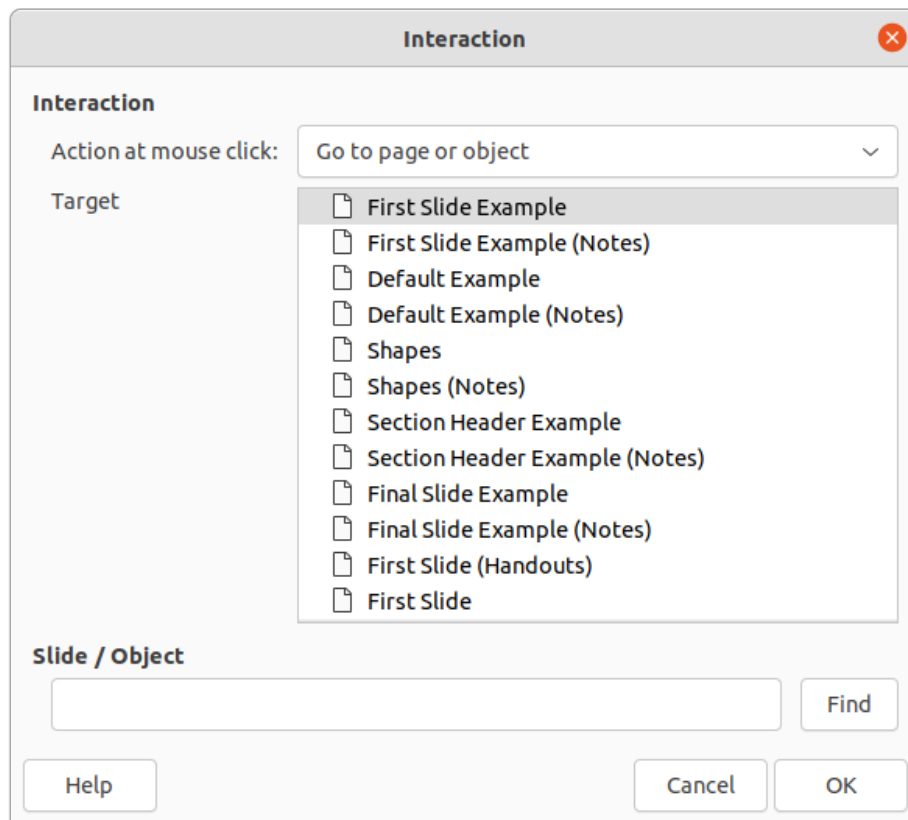 Interaction
Interaction
Action at mouse click: Go to page or object
Target
First Slide Example
First Slide Example (Notes)
Default Example
Default Example (Notes)
Shapes
Shapes (Notes)
Section Header Example
Section Header Example (Notes)
Final Slide Example
Final Slide Example (Notes)
First Slide (Handouts)
First Slide
Slide / Object
Find
Help Cancel OK